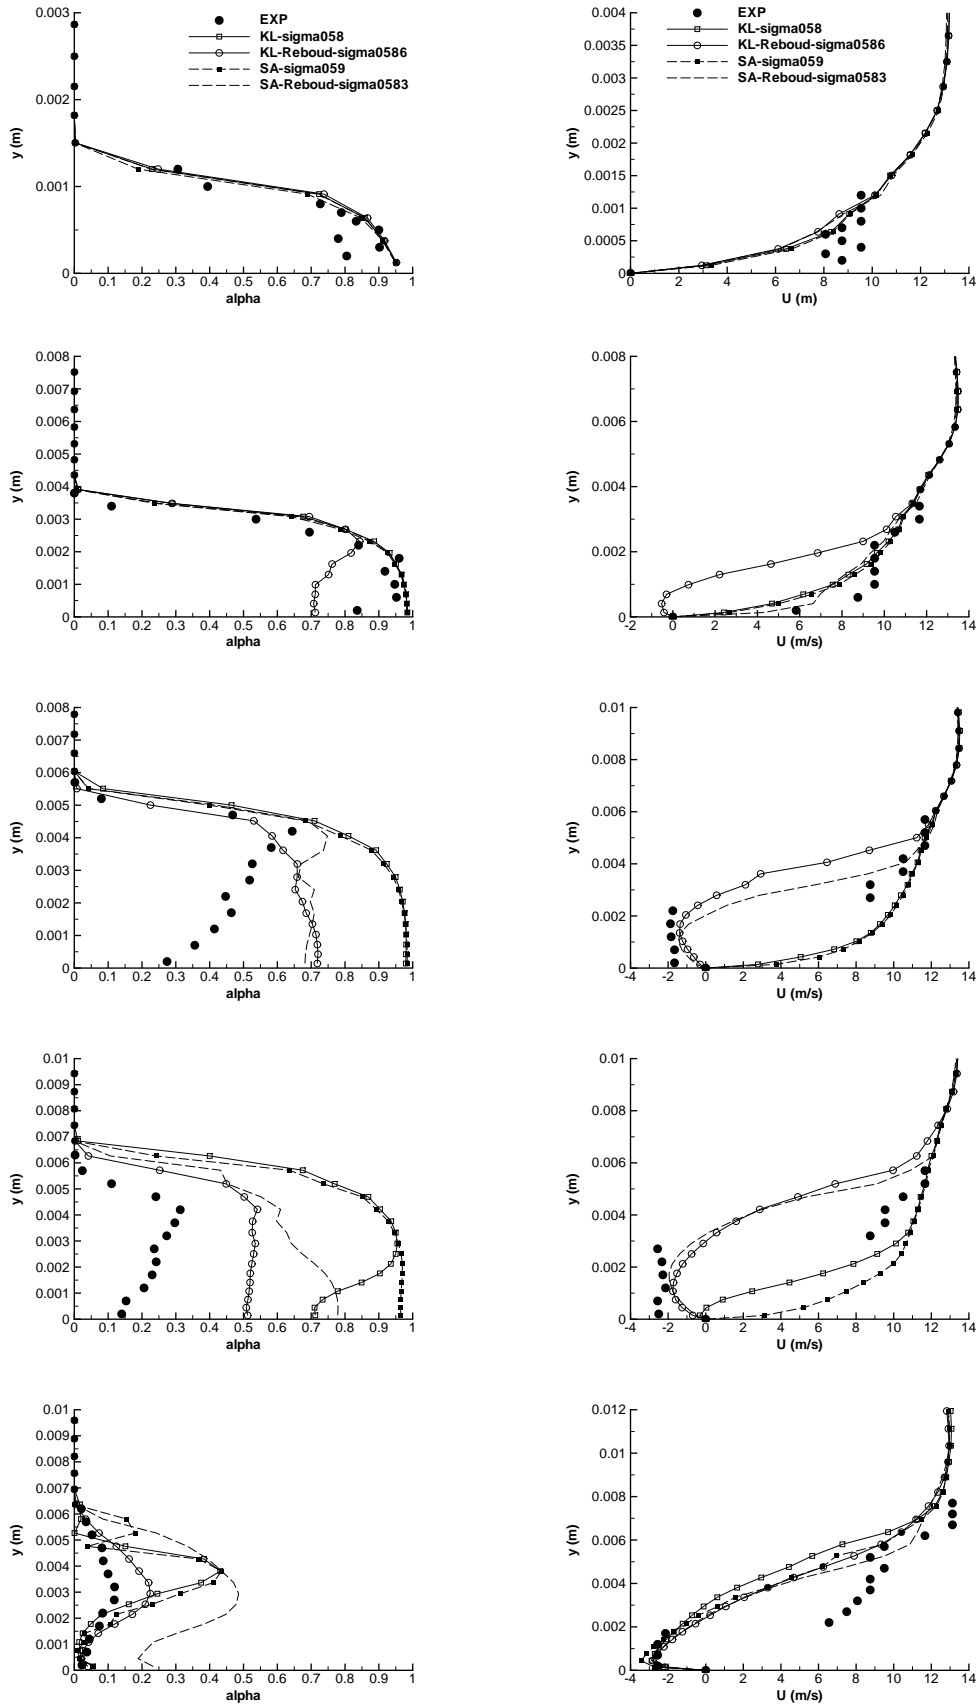 EXP
KL-sigma058
KL-Reboud-sigma0586
SA-sigma059
SA-Reboud-sigma0583
y (m)
0.003
0.002
0.001
0
0 0.1 0.2 0.3 0.4 0.5 0.6 0.7 0.8 0.9 1
alpha
EXP
KL-sigma058
KL-Reboud-sigma0586
SA-sigma059
SA-Reboud-sigma0583
y (m)
0.004
0.0035
0.003
0.0025
0.002
0.0015
0.001
0.0005
0
0 2 4 6 8 10 12 14
U (m)
y (m)
0.008
0.007
0.006
0.005
0.004
0.003
0.002
0.001
0
0 0.1 0.2 0.3 0.4 0.5 0.6 0.7 0.8 0.9 1
alpha
y (m)
0.008
0.006
0.004
0.002
0
-2 0 2 4 6 8 10 12 14
U (m/s)
y (m)
0.008
0.007
0.006
0.005
0.004
0.003
0.002
0.001
0
0 0.1 0.2 0.3 0.4 0.5 0.6 0.7 0.8 0.9 1
alpha
y (m)
0.01
0.008
0.006
0.004
0.002
0
-4 -2 0 2 4 6 8 10 12 14
U (m/s)
y (m)
0.01
0.009
0.008
0.007
0.006
0.005
0.004
0.003
0.002
0.001
0
0 0.1 0.2 0.3 0.4 0.5 0.6 0.7 0.8 0.9 1
alpha
y (m)
0.01
0.008
0.006
0.004
0.002
0
-4 -2 0 2 4 6 8 10 12 14
U (m/s)
y (m)
0.01
0.009
0.008
0.007
0.006
0.005
0.004
0.003
0.002
0.001
0
0 0.1 0.2 0.3 0.4 0.5 0.6 0.7 0.8 0.9 1
alpha
y (m)
0.012
0.01
0.008
0.006
0.004
0.002
0
-4 -2 0 2 4 6 8 10 12 14
U (m/s)